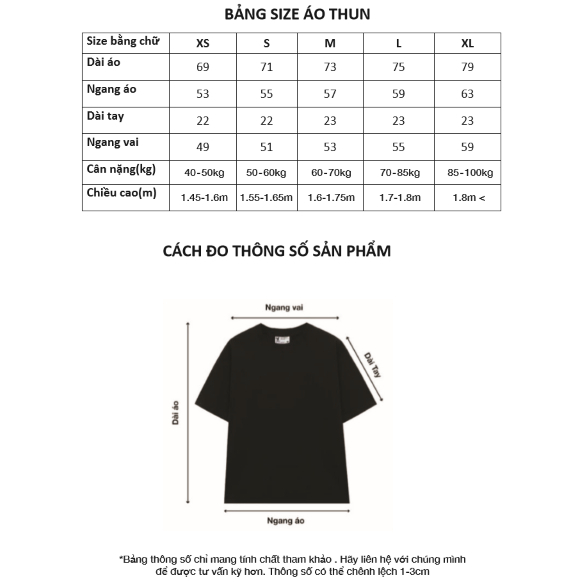 BẢNG SIZE ÁO THUN
Size bằng chữ XS S M L XL
Dài áo 69 71 73 75 79
Ngang áo 53 55 57 59 63
Dài tay 22 22 23 23 23
Ngang vai 49 51 53 55 59
Cân nặng(kg) 40-50kg 50-60kg 60-70kg 70-85kg 85-100kg
Chiều cao(m) 1.45-1.6m 1.55-1.65m 1.6-1.75m 1.7-1.8m 1.8m <
CÁCH ĐO THÔNG SỐ SẢN PHẨM
Ngang vai
Dài Tay
Dài áo
Ngang áo
*Bảng thông số chỉ mang tính chất tham khảo . Hãy liên hệ với chúng mình
để được tư vấn kỹ hơn. Thông số có thể chênh lệch 1-3cm